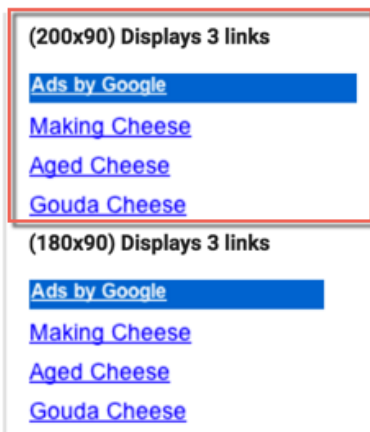 (200x90) Displays 3 links
Ads by Google
Making Cheese
Aged Cheese
Gouda Cheese
(180x90) Displays 3 links
Ads by Google
Making Cheese
Aged Cheese
Gouda Cheese